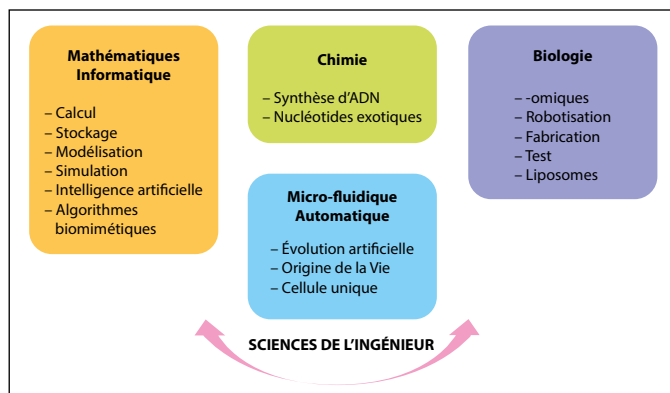 Mathématiques
Informatique
– Calcul
– Stockage
– Modélisation
– Simulation
– Intelligence artificielle
– Algorithmes
biomimétiques
Chimie
– Synthèse d’ADN
– Nucléotides exotiques
Micro-fluidique
Automatique
– Évolution artificielle
– Origine de la Vie
– Cellule unique
Biologie
– -omiques
– Robotisation
– Fabrication
– Test
– Liposomes
SCIENCES DE L’INGÉNIEUR